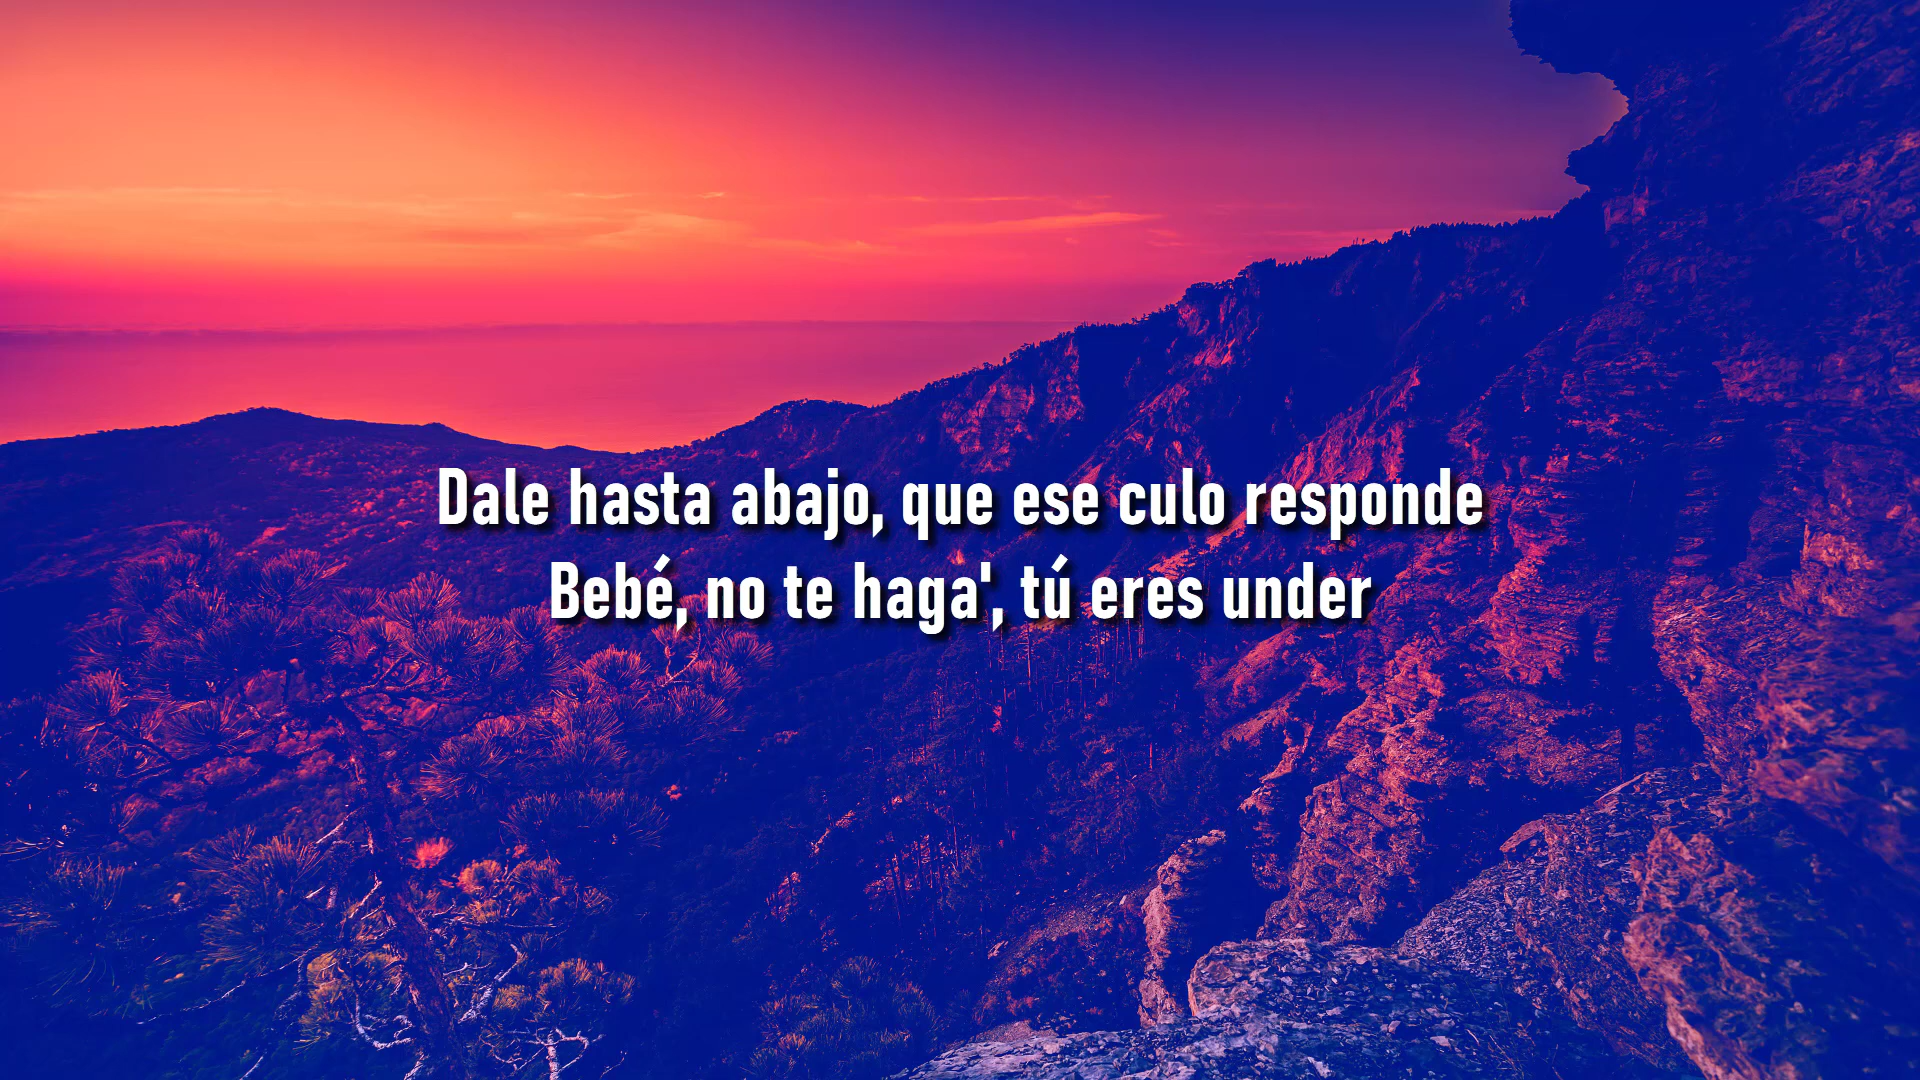 Dale hasta abajo, que ese culo responde
Bebé, no te haga', tú eres under